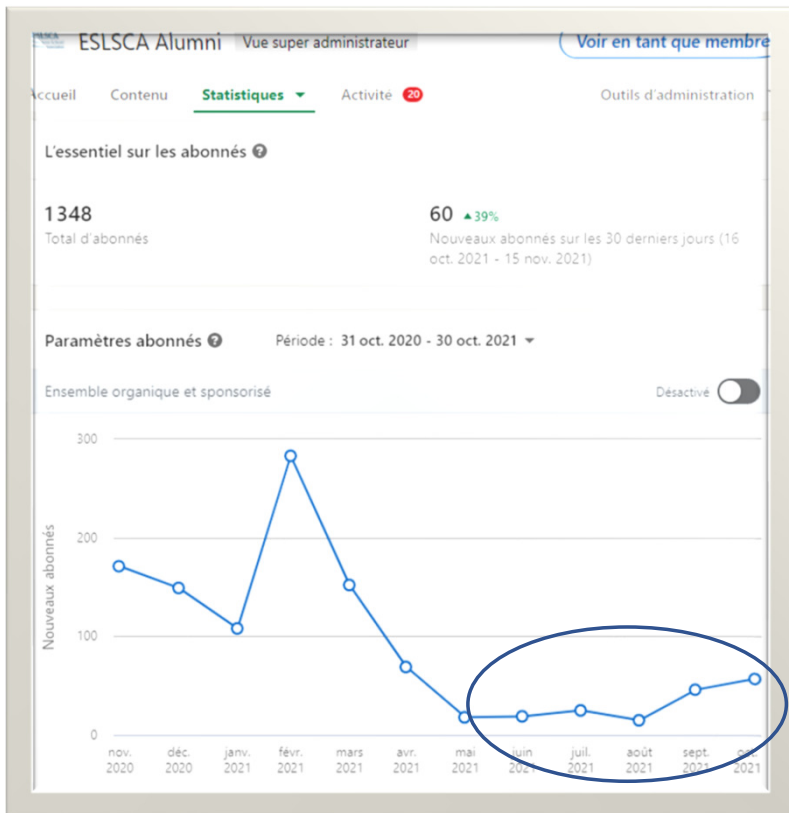 ESLSCA Alumni Vue super administrateur Voir en tant que membre
Accueil Contenu Statistiques Activité 20 Outils d'administration
L'essentiel sur les abonnés
1348 60 ▲39%
Total d'abonnés Nouveaux abonnés sur les 30 derniers jours (16
oct. 2021 - 15 nov. 2021)
Paramètres abonnés Période : 31 oct. 2020 - 30 oct. 2021
Ensemble organique et sponsorisé Désactivé
Nouveaux abonnés
300
200
100
0
nov. déc. janv. févr. mars avr. mai juin juil. août sept. oct.
2020 2020 2021 2021 2021 2021 2021 2021 2021 2021 2021 2021